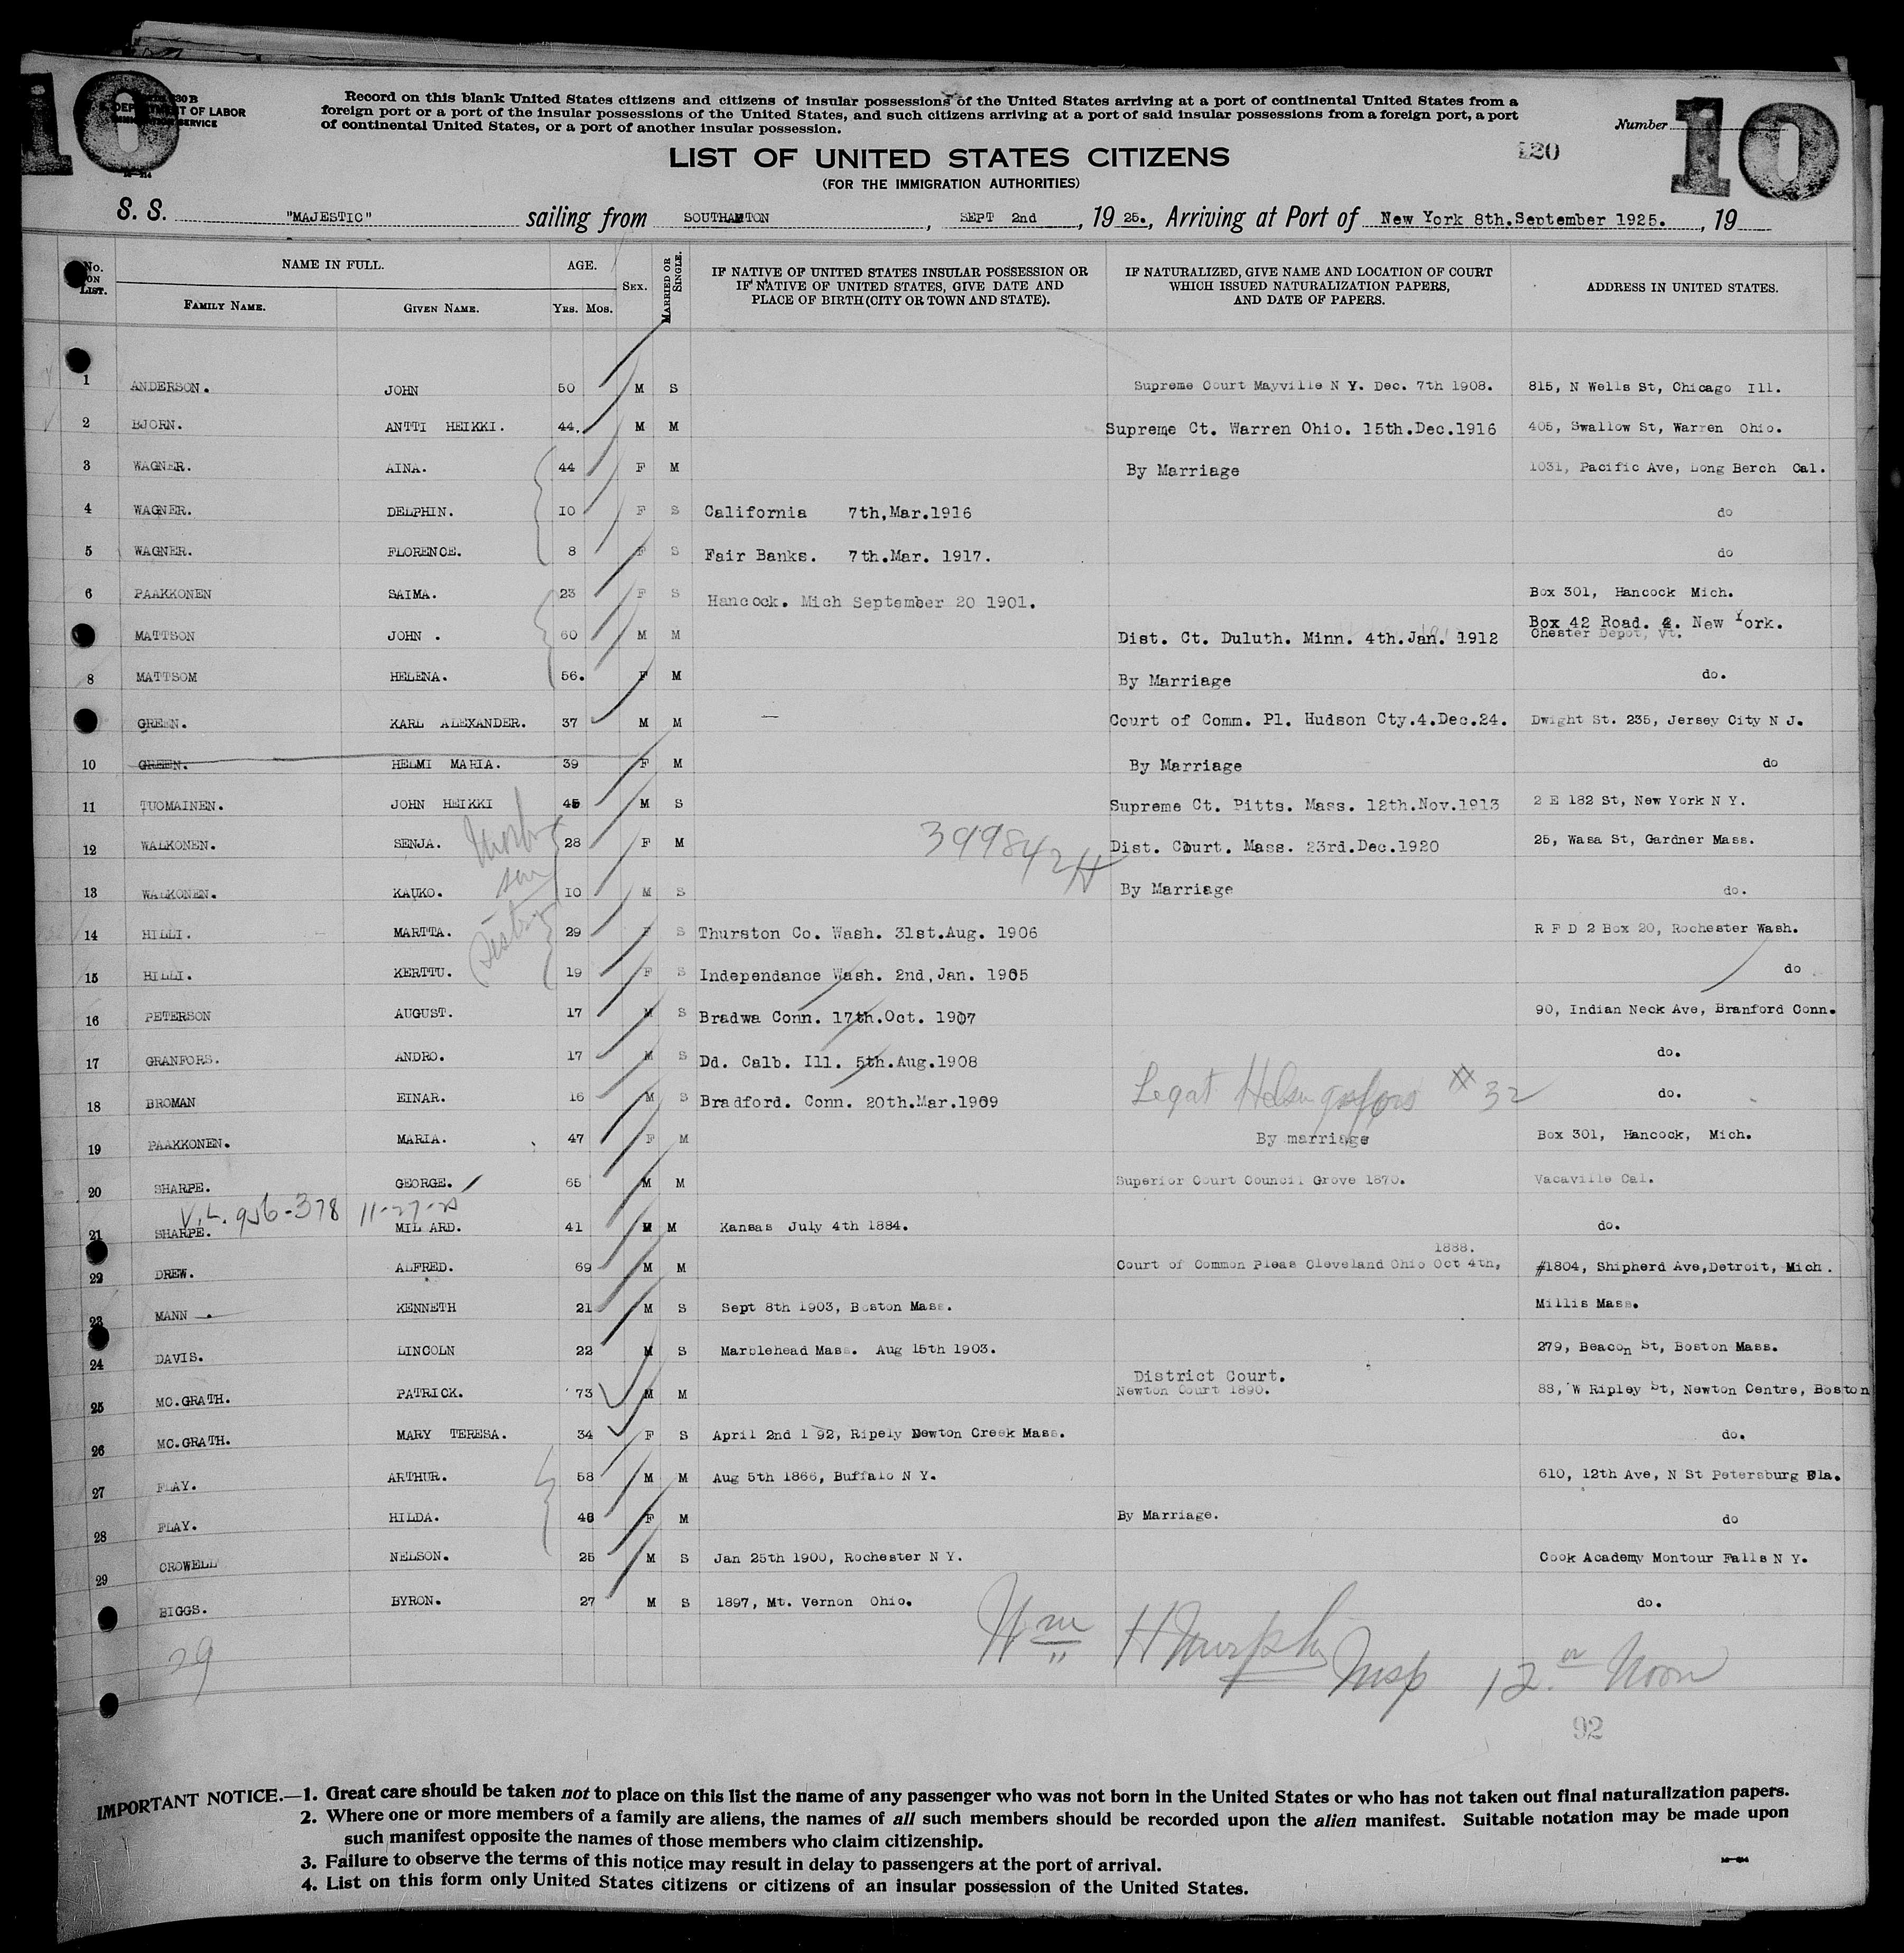 10
30 B
DEPARTMENT OF LABOR
IMMIGRATION SERVICE
Record on this blank United States citizens and citizens of insular possessions of the United States arriving at a port of continental United States from a
foreign port or a port of the insular possessions of the United States, and such citizens arriving at a port of said insular possessions from a foreign port, a port
of continental United States, or a port of another insular possession.
Number
10
LIST OF UNITED STATES CITIZENS
120
(FOR THE IMMIGRATION AUTHORITIES)
S. S. "MAJESTIC" sailing from SOUTHAMTON, SEPT 2nd, 19 25., Arriving at Port of New York 8th.September 1925., 19
No. ON LIST. NAME IN FULL. AGE. SEX. MARRIED OR SINGLE. IF NATIVE OF UNITED STATES INSULAR POSSESSION OR IF NATIVE OF UNITED STATES, GIVE DATE AND PLACE OF BIRTH (CITY OR TOWN AND STATE). IF NATURALIZED, GIVE NAME AND LOCATION OF COURT WHICH ISSUED NATURALIZATION PAPERS, AND DATE OF PAPERS. ADDRESS IN UNITED STATES.
FAMILY NAME. GIVEN NAME. YRS. MOS.
1 ANDERSON. JOHN 50 M S Supreme Court Mayville N Y. Dec. 7th 1908. 815, N Wells St, Chicago Ill.
2 BJORN. ANTTI HEIKKI. 44. M M Supreme Ct. Warren Ohio. 15th.Dec.1916 405, Swallow St, Warren Ohio.
3 WAGNER. AINA. 44 F M By Marriage 1031, Pacific Ave, Long Berch Cal.
4 WAGNER. DELPHIN. 10 F S California 7th,Mar.1916 do
5 WAGNER. FLORENCE. 8 F S Fair Banks. 7th.Mar. 1917. do
6 PAAKKONEN SAIMA. 23 F S Hancock. Mich September 20 1901. Box 301, Hancock Mich.
MATTSON JOHN . 60 M M Dist. Ct. Duluth. Minn. 4th.Jan. 1912 Box 42 Road. 4. New York.
Chester Depot, Vt.
8 MATTSOM HELENA. 56. F M By Marriage do.
GREEN. KARL ALEXANDER. 37 M M Court of Comm. Pl. Hudson Cty.4.Dec.24. Dwight St. 235, Jersey City N J.
10 GREEN. HELMI MARIA. 39 F M By Marriage do
11 TUOMAINEN. JOHN HEIKKI 45 M S Supreme Ct. Pitts. Mass. 12th.Nov.1913 2 E 182 St, New York N Y.
12 WALKONEN. SENJA. 28 F M 399842 Dist. Court. Mass. 23rd.Dec.1920 25, Wasa St, Gardner Mass.
13 WALKONEN. KAUKO. 10 M S By Marriage do.
14 HILLI. MARTTA. 29 F S Thurston Co. Wash. 31st.Aug. 1906 R F D 2 Box 20, Rochester Wash.
15 HILLI. KERTTU. 19 F S Independance Wash. 2nd,Jan. 1905 do
16 PETERSON AUGUST. 17 M S Bradwa Conn. 17th.Oct. 1907 90, Indian Neck Ave, Branford Conn.
17 GRANFORS. ANDRO. 17 M S Dd. Calb. Ill. 5th.Aug.1908 do.
18 BROMAN EINAR. 16 M S Bradford. Conn. 20th.Mar.1909 Legat Helsingfors # 32 do.
19 PAAKKONEN. MARIA. 47 F M By marriage Box 301, Hancock, Mich.
20 SHARPE. GEORGE. 65 M M Superior Court Council Grove 1870. Vacaville Cal.
V.L. 956-378 11-27-25
21 SHARPE. MIL ARD. 41 M M Kansas July 4th 1884. do.
22 DREW. ALFRED. 69 M M Court of Common Pleas Cleveland Ohio Oct 4th, 1888. #1804, Shipherd Ave,Detroit, Mich.
23 MANN KENNETH 21 M S Sept 8th 1903, Boston Mass. Millis Mass.
24 DAVIS. LINCOLN 22 M S Marblehead Mass. Aug 15th 1903. 279, Beacon St, Boston Mass.
25 MC.GRATH. PATRICK. 73 M M District Court.
Newton Court 1890. 88, W Ripley St, Newton Centre, Boston
26 MC.GRATH. MARY TERESA. 34 F S April 2nd 1 92, Ripely Newton Creek Mass. do.
27 FLAY. ARTHUR. 58 M M Aug 5th 1866, Buffalo N Y. 610, 12th Ave, N St Petersburg Fla.
28 FLAY. HILDA. 48 F M By Marriage. do
29 CROWELL NELSON. 25 M S Jan 25th 1900, Rochester N Y. Cook Academy Montour Falls N Y.
BIGGS. BYRON. 27 M S 1897, Mt. Vernon Ohio. do.
29
Wm H Murphy Insp 12 Noon
92
IMPORTANT NOTICE.—1. Great care should be taken not to place on this list the name of any passenger who was not born in the United States or who has not taken out final naturalization papers.
2. Where one or more members of a family are aliens, the names of all such members should be recorded upon the alien manifest. Suitable notation may be made upon
such manifest opposite the names of those members who claim citizenship.
3. Failure to observe the terms of this notice may result in delay to passengers at the port of arrival.
4. List on this form only United States citizens or citizens of an insular possession of the United States.